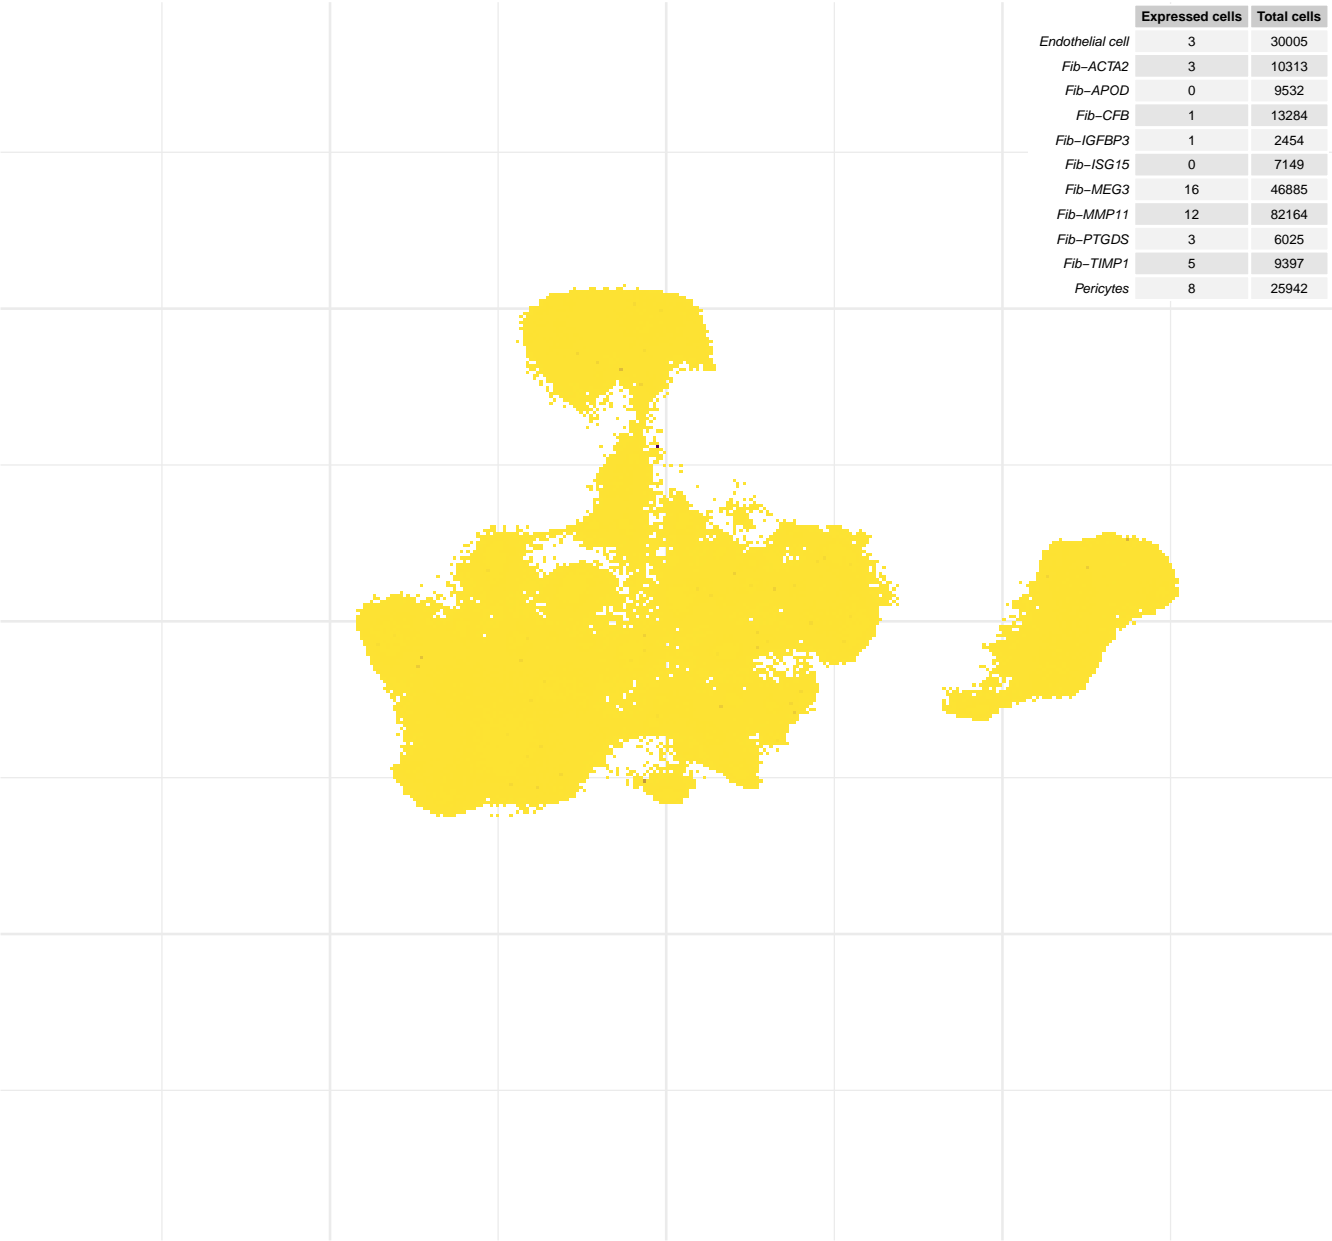 Expressed cells Total cells
Endothelial cell 3 30005
Fib−ACTA2 3 10313
Fib−APOD 0 9532
Fib−CFB 1 13284
Fib−IGFBP3 1 2454
Fib−ISG15 0 7149
Fib−MEG3 16 46885
Fib−MMP11 12 82164
Fib−PTGDS 3 6025
Fib−TIMP1 5 9397
Pericytes 8 25942